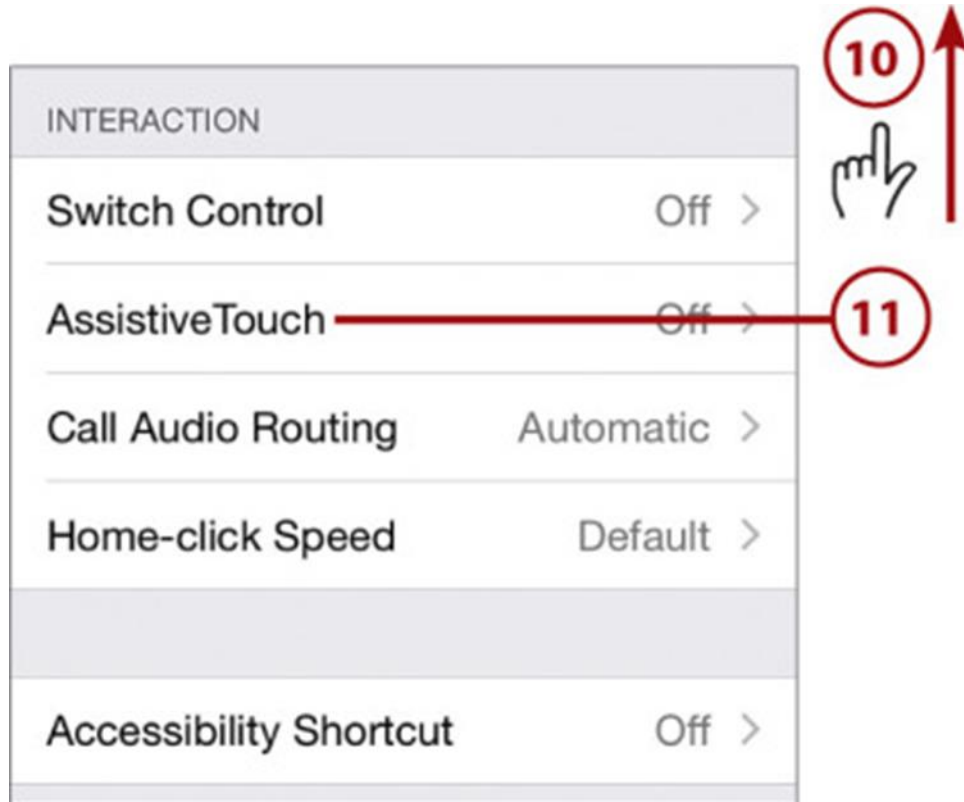 10
INTERACTION
Switch Control Off >
AssistiveTouch Off > 11
Call Audio Routing Automatic >
Home-click Speed Default >
Accessibility Shortcut Off >